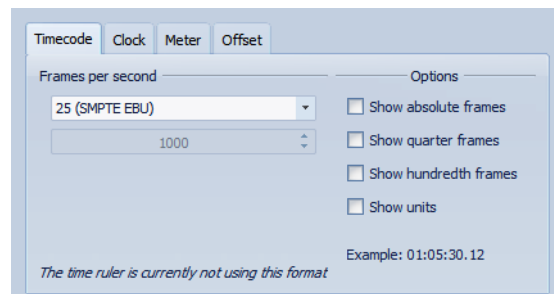 Timecode Clock Meter Offset
Frames per second
25 (SMPTE EBU)
1000
Options
Show absolute frames
Show quarter frames
Show hundredth frames
Show units
Example: 01:05:30.12
The time ruler is currently not using this format